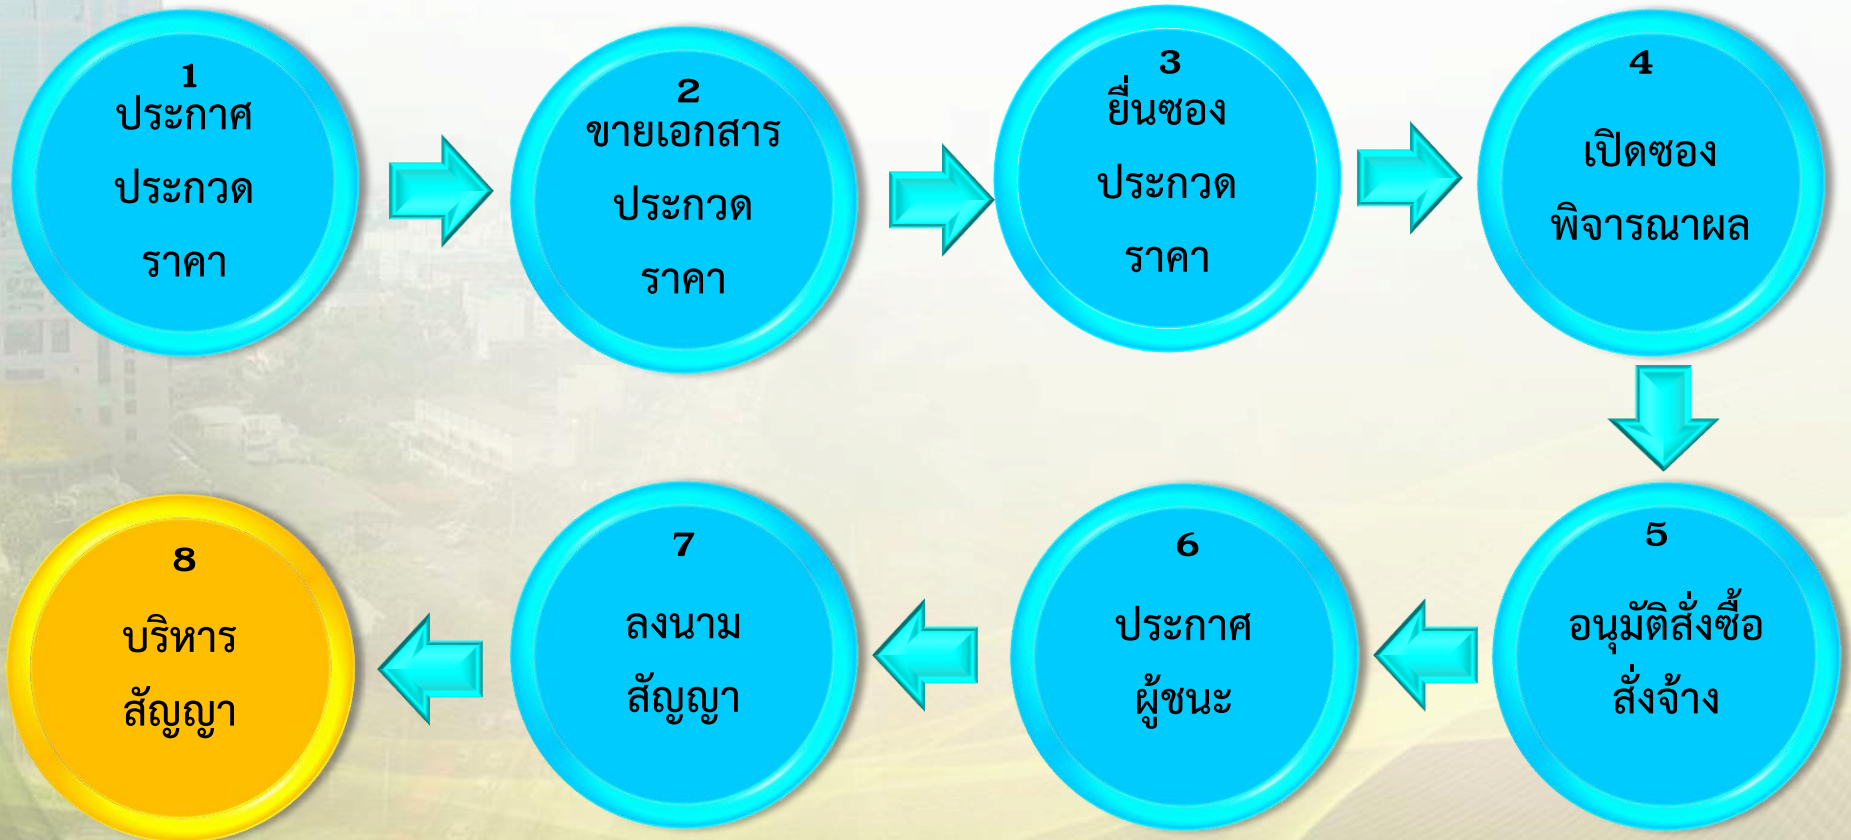 1
ประกาศ
ประกวด
ราคา
2
ขายเอกสาร
ประกวด
ราคา
3
ยื่นซอง
ประกวด
ราคา
4
เปิดซอง
พิจารณาผล
5
อนุมัติสั่งซื้อ
สั่งจ้าง
6
ประกาศ
ผู้ชนะ
7
ลงนาม
สัญญา
8
บริหาร
สัญญา